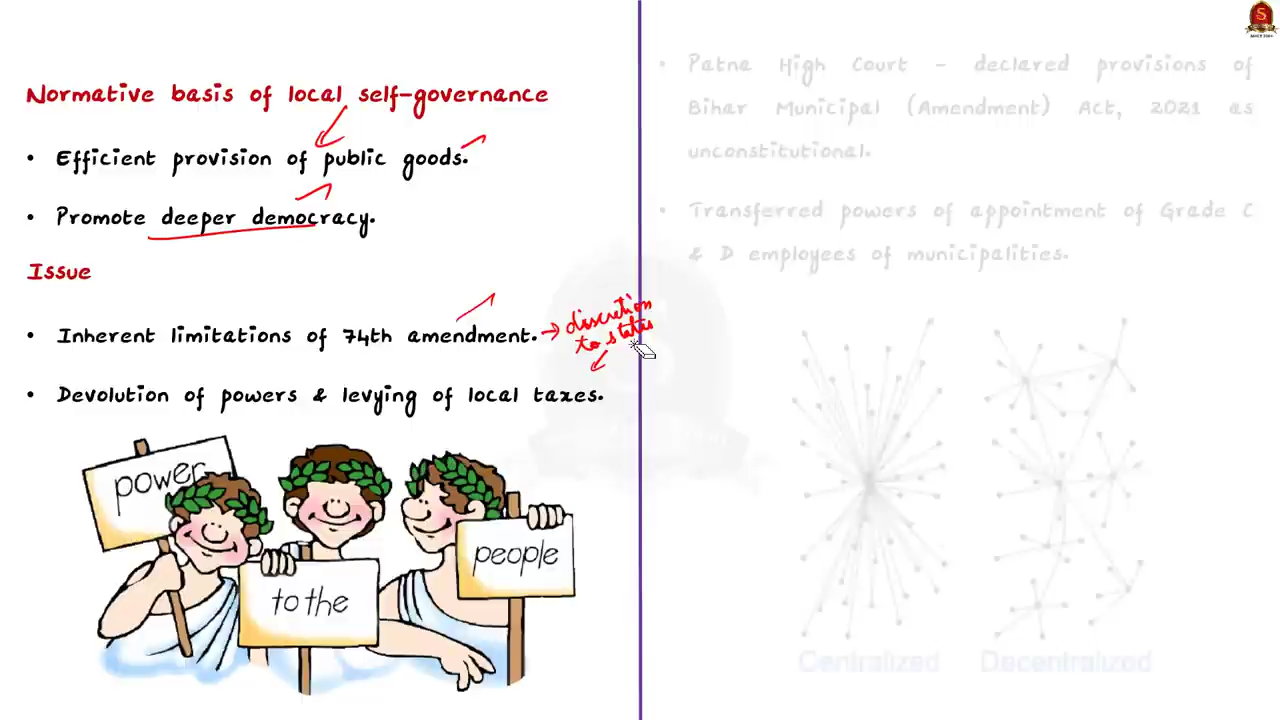 Normative basis of local self-governance
• Efficient provision of public goods.
• Promote deeper democracy.
Issue
• Inherent limitations of 74th amendment. → discretion
to states
• Devolution of powers & levying of local taxes.
power
to the
people
• Patna High Court - declared provisions of
Bihar Municipal (Amendment) Act, 2021 as
unconstitutional.
• Transferred powers of appointment of Grade C
& D employees of municipalities.
Centralized
Decentralized